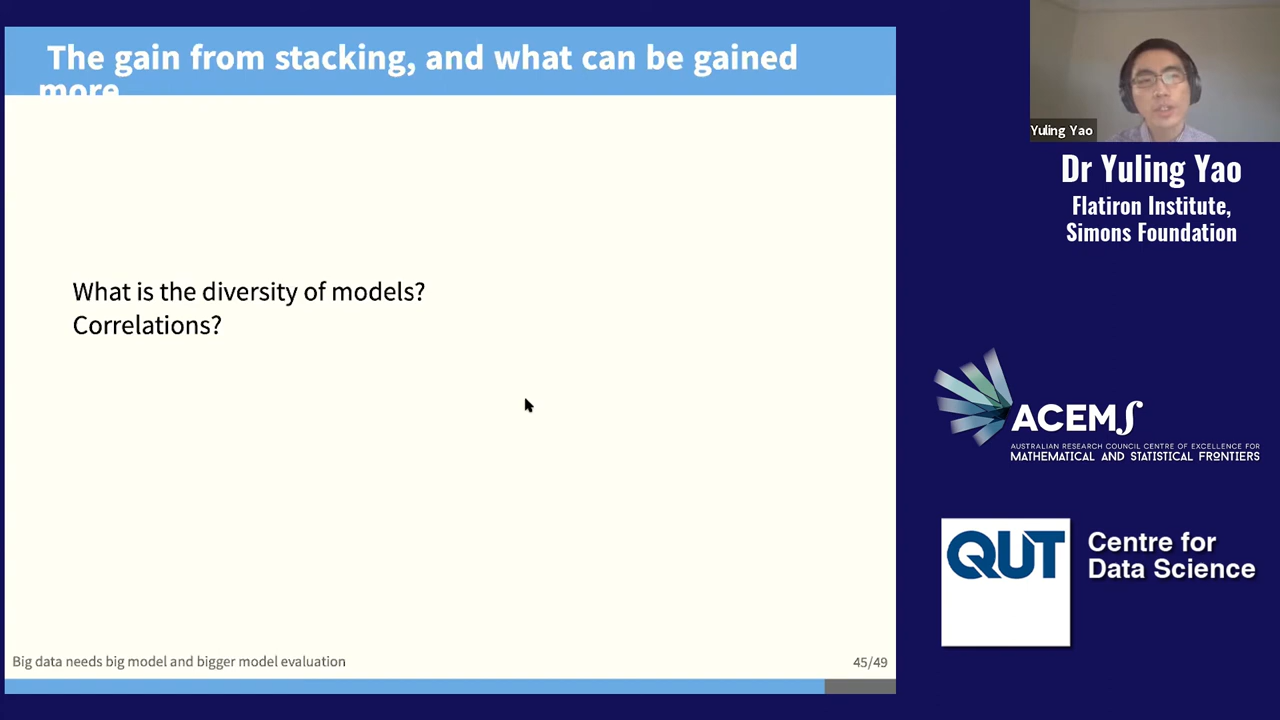 The gain from stacking, and what can be gained
more
What is the diversity of models?
Correlations?
Big data needs big model and bigger model evaluation
45/49
Yuling Yao
Dr Yuling Yao
Flatiron Institute,
Simons Foundation
ACEMS
AUSTRALIAN RESEARCH COUNCIL CENTRE OF EXCELLENCE FOR
MATHEMATICAL AND STATISTICAL FRONTIERS
QUT
Centre for
Data Science